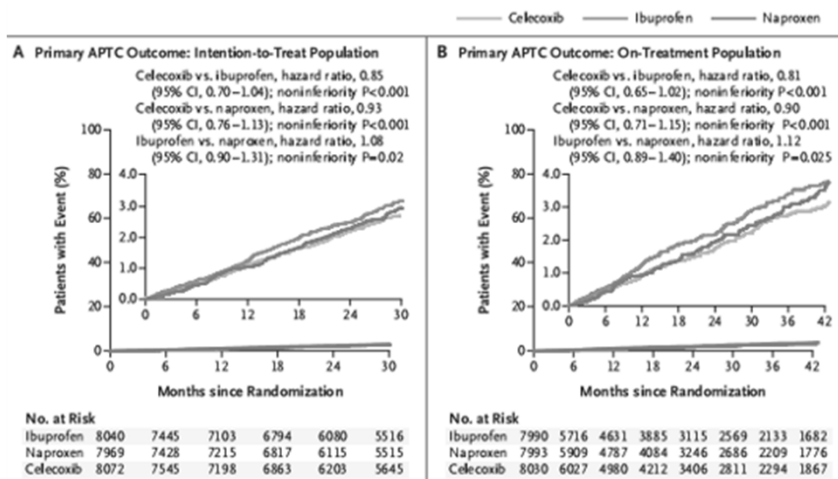 Celecoxib Ibuprofen Naproxen
A Primary APTC Outcome: Intention-to-Treat Population
Celecoxib vs. ibuprofen, hazard ratio, 0.85
(95% CI, 0.70–1.04); noninferiority P<0.001
Celecoxib vs. naproxen, hazard ratio, 0.93
(95% CI, 0.76–1.13); noninferiority P<0.001
Ibuprofen vs. naproxen, hazard ratio, 1.08
(95% CI, 0.90–1.31); noninferiority P=0.02
Patients with Event (%)
100
80
60
40
20
0
4.0
3.0
2.0
1.0
0.0
0 6 12 18 24 30
0 6 12 18 24 30
Months since Randomization
No. at Risk
Ibuprofen 8040 7445 7103 6794 6080 5516
Naproxen 7969 7428 7215 6817 6115 5515
Celecoxib 8072 7545 7198 6863 6203 5645
B Primary APTC Outcome: On-Treatment Population
Celecoxib vs. ibuprofen, hazard ratio, 0.81
(95% CI, 0.65–1.02); noninferiority P<0.001
Celecoxib vs. naproxen, hazard ratio, 0.90
(95% CI, 0.71–1.15); noninferiority P<0.001
Ibuprofen vs. naproxen, hazard ratio, 1.12
(95% CI, 0.89–1.40); noninferiority P=0.025
Patients with Event (%)
100
80
60
40
20
0
4.0
3.0
2.0
1.0
0.0
0 6 12 18 24 30 36 42
0 6 12 18 24 30 36 42
Months since Randomization
No. at Risk
Ibuprofen 7990 5716 4631 3885 3115 2569 2133 1682
Naproxen 7993 5909 4787 4084 3246 2686 2209 1776
Celecoxib 8030 6027 4980 4212 3406 2811 2294 1867